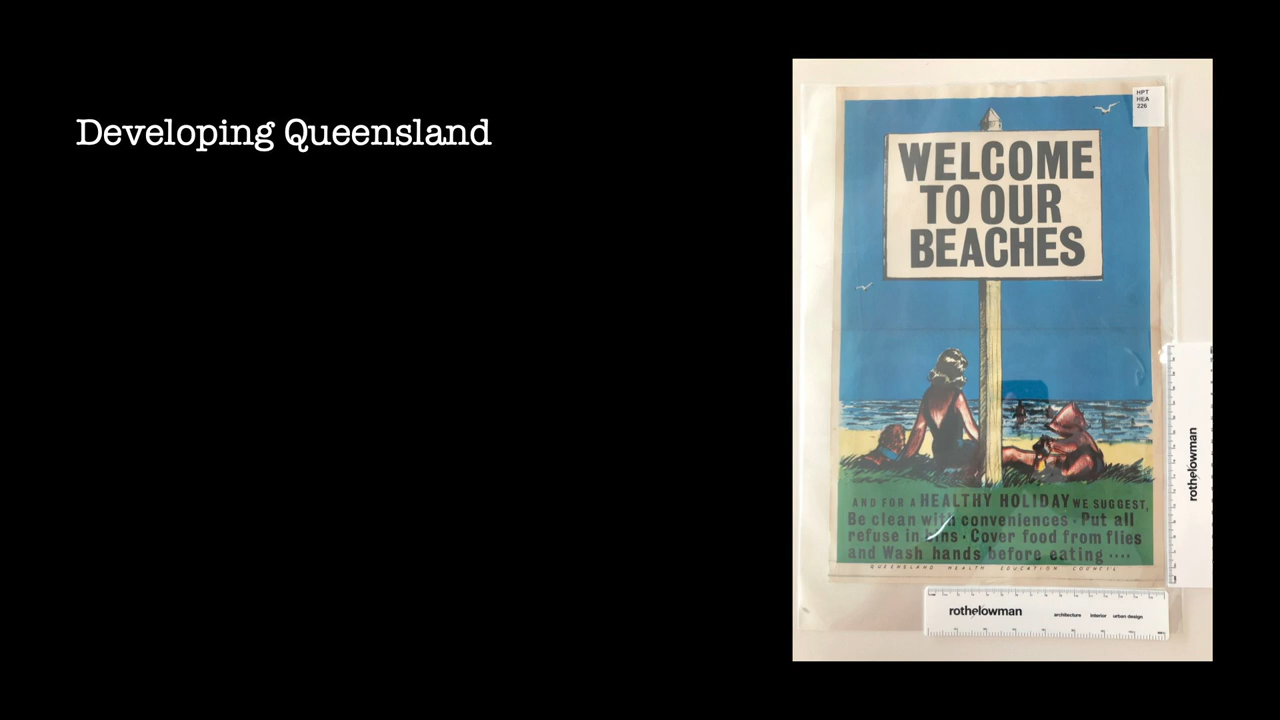 Developing Queensland
HPT
HEA
226
WELCOME
TO OUR
BEACHES
AND FOR A HEALTHY HOLIDAY WE SUGGEST,
Be clean with conveniences · Put all
refuse in bins · Cover food from flies
and Wash hands before eating ····
QUEENSLAND HEALTH EDUCATION COUNCIL
rothelowman
rothelowman architecture interior urban design